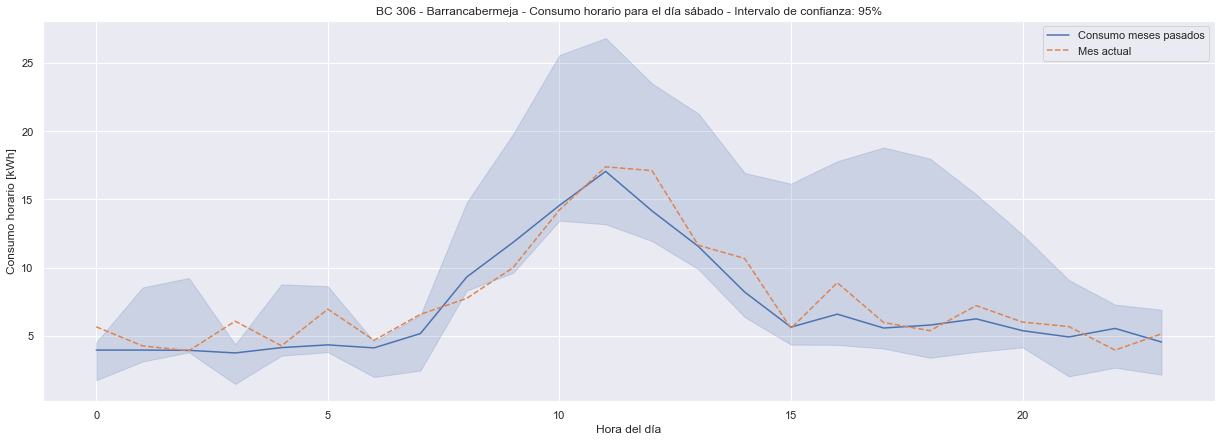 BC 306 - Barrancabermeja - Consumo horario para el día sábado - Intervalo de confianza: 95%
Consumo meses pasados
Mes actual
25
20
15
10
5
Consumo horario [kWh]
0
5
10
15
20
Hora del día